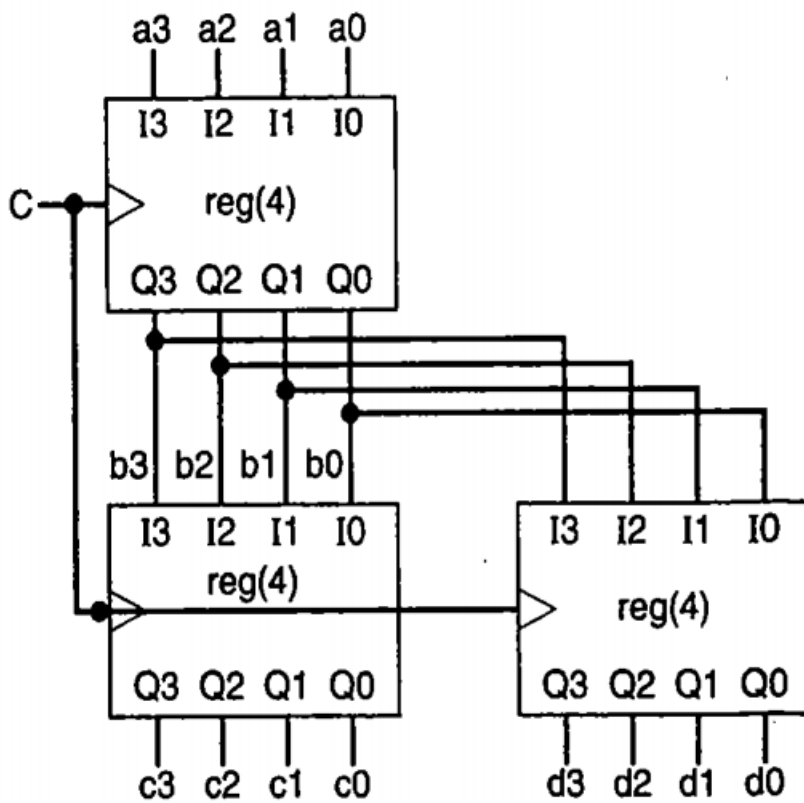 a3 a2 a1 a0
I3 I2 I1 I0
C
reg(4)
Q3 Q2 Q1 Q0
b3 b2 b1 b0
I3 I2 I1 I0
reg(4)
Q3 Q2 Q1 Q0
c3 c2 c1 c0
I3 I2 I1 I0
reg(4)
Q3 Q2 Q1 Q0
d3 d2 d1 d0